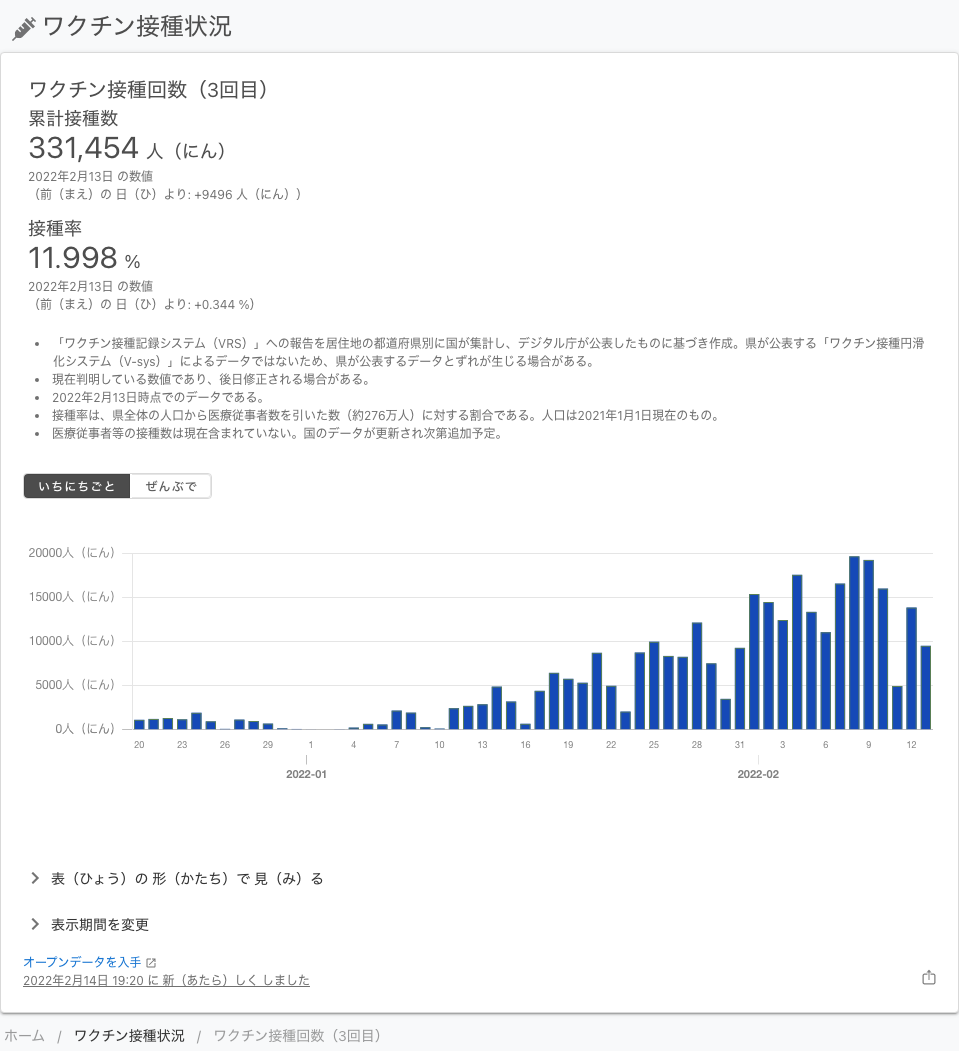 ワクチン接種状況
ワクチン接種回数（3回目）
累計接種数
331,454 人（にん）
2022年2月13日 の数値
（前（まえ）の 日（ひ）より: +9496 人（にん））
接種率
11.998 %
2022年2月13日 の数値
（前（まえ）の 日（ひ）より: +0.344 %）
• 「ワクチン接種記録システム（VRS）」への報告を居住地の都道府県別に国が集計し、デジタル庁が公表したものに基づき作成。県が公表する「ワクチン接種円滑
化システム（V-sys）」によるデータではないため、県が公表するデータとずれが生じる場合がある。
• 現在判明している数値であり、後日修正される場合がある。
• 2022年2月13日時点でのデータである。
• 接種率は、県全体の人口から医療従事者数を引いた数（約276万人）に対する割合である。人口は2021年1月1日現在のもの。
• 医療従事者等の接種数は現在含まれていない。国のデータが更新され次第追加予定。
いちにちごと ぜんぶで
20000人（にん）
15000人（にん）
10000人（にん）
5000人（にん）
0人（にん）
20 23 26 29 1 4 7 10 13 16 19 22 25 28 31 3 6 9 12
2022-01 2022-02
表（ひょう）の 形（かたち）で 見（み）る
表示期間を変更
オープンデータを入手
2022年2月14日 19:20 に 新（あたら）しく しました
ホーム / ワクチン接種状況 / ワクチン接種回数（3回目）